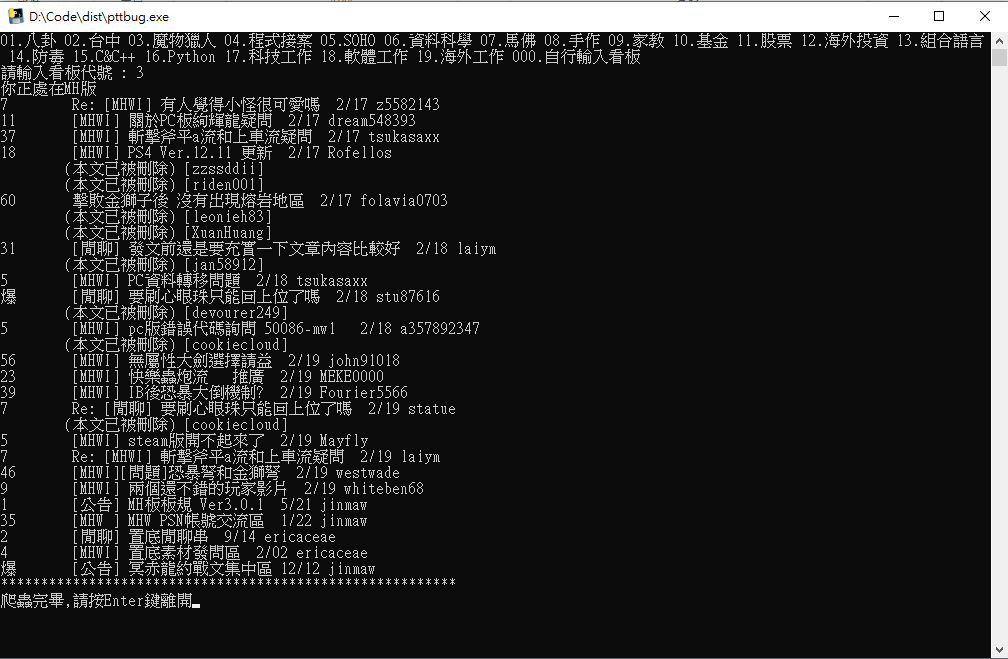 D:\Code\dist\pttbug.exe
01.八卦 02.台中 03.魔物獵人 04.程式接案 05.SOHO 06.資料科學 07.馬佛 08.手作 09.家教 10.基金 11.股票 12.海外投資 13.組合語言
14.防毒 15.C&C++ 16.Python 17.科技工作 18.軟體工作 19.海外工作 000.自行輸入看板
請輸入看板代號 : 3
你正處在MH版
7 Re: [MHWI] 有人覺得小怪很可愛嗎 2/17 z5582143
11 [MHWI] 關於PC板絢輝龍疑問 2/17 dream548393
37 [MHWI] 斬擊斧平a流和上車流疑問 2/17 tsukasaxx
18 [MHWI] PS4 Ver.12.11 更新 2/17 Rofellos
(本文已被刪除) [zzssddii]
(本文已被刪除) [riden001]
60 擊敗金獅子後 沒有出現熔岩地區 2/17 folavia0703
(本文已被刪除) [leonieh83]
(本文已被刪除) [XuanHuang]
31 [閒聊] 發文前還是要充實一下文章內容比較好 2/18 laiym
(本文已被刪除) [jan58912]
5 [MHWI] PC資料轉移問題 2/18 tsukasaxx
爆 [閒聊] 要刷心眼珠只能回上位了嗎 2/18 stu87616
(本文已被刪除) [devourer249]
5 [MHWI] pc版錯誤代碼詢問 50086-mw1 2/18 a357892347
(本文已被刪除) [cookiecloud]
56 [MHWI] 無屬性大劍選擇請益 2/19 john91018
23 [MHWI] 快樂蟲炮流 推廣 2/19 MEKE0000
39 [MHWI] IB後恐暴大倒機制? 2/19 Fourier5566
7 Re: [閒聊] 要刷心眼珠只能回上位了嗎 2/19 statue
(本文已被刪除) [cookiecloud]
5 [MHWI] steam版開不起來了 2/19 Mayfly
7 Re: [MHWI] 斬擊斧平a流和上車流疑問 2/19 laiym
46 [MHWI][問題]恐暴弩和金獅弩 2/19 westwade
9 [MHWI] 兩個還不錯的玩家影片 2/19 whiteben68
1 [公告] MH板板規 Ver3.0.1 5/21 jinmaw
35 [MHW ] MHW PSN帳號交流區 1/22 jinmaw
2 [閒聊] 置底閒聊串 9/14 ericaceae
4 [MHWI] 置底素材發問區 2/02 ericaceae
爆 [公告] 冥赤龍約戰文集中區 12/12 jinmaw
*********************************************************
爬蟲完畢,請按Enter鍵離開